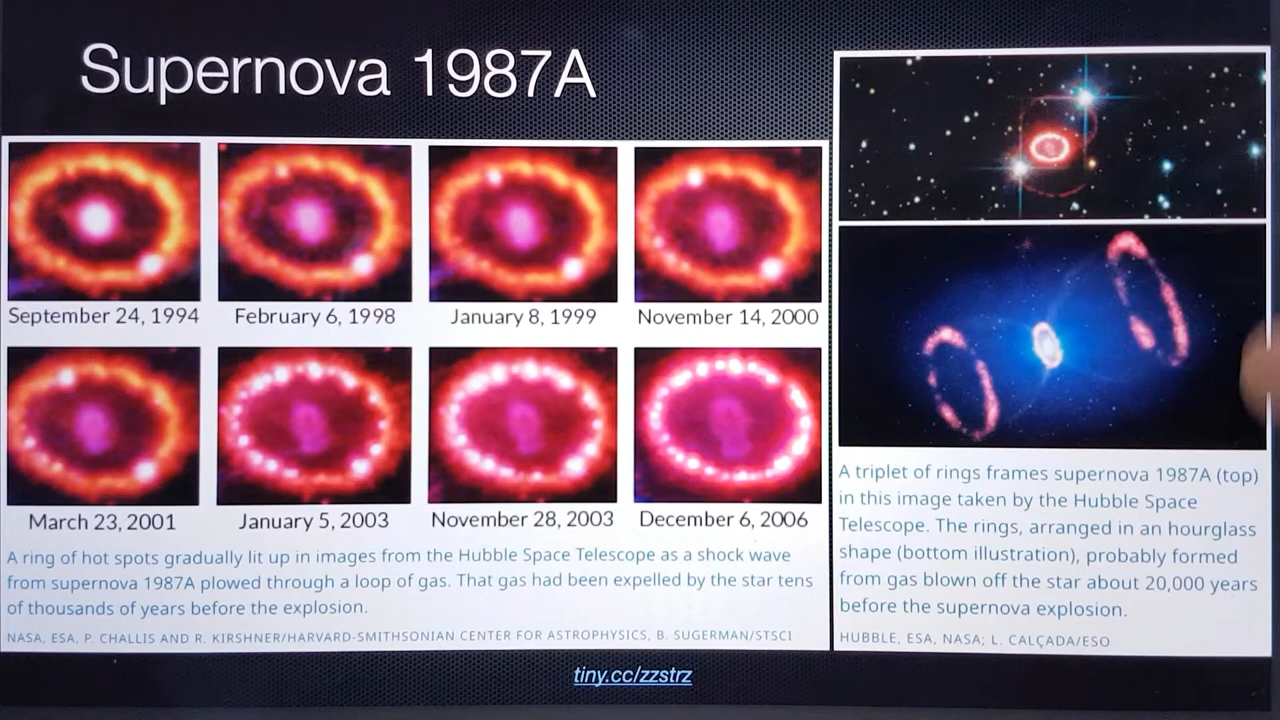 Supernova 1987A
September 24, 1994
February 6, 1998
January 8, 1999
November 14, 2000
March 23, 2001
January 5, 2003
November 28, 2003
December 6, 2006
A ring of hot spots gradually lit up in images from the Hubble Space Telescope as a shock wave
from supernova 1987A plowed through a loop of gas. That gas had been expelled by the star tens
of thousands of years before the explosion.
NASA, ESA, P. CHALLIS AND R. KIRSHNER/HARVARD-SMITHSONIAN CENTER FOR ASTROPHYSICS, B. SUGERMAN/STSCI
A triplet of rings frames supernova 1987A (top)
in this image taken by the Hubble Space
Telescope. The rings, arranged in an hourglass
shape (bottom illustration), probably formed
from gas blown off the star about 20,000 years
before the supernova explosion.
HUBBLE, ESA, NASA; L. CALÇADA/ESO
tiny.cc/zzstrz